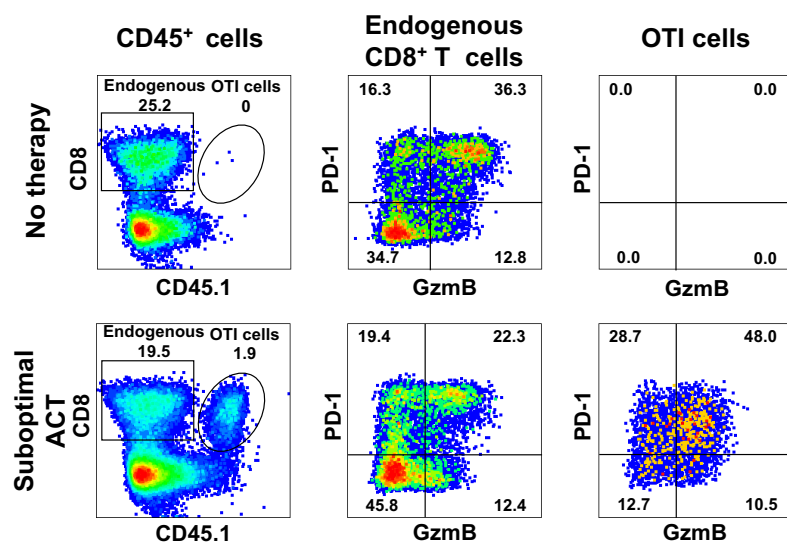 CD45⁺ cells
Endogenous
CD8⁺ T cells
OTI cells
No therapy
CD8
Endogenous
25.2
OTI cells
0
CD45.1
PD-1
16.3
36.3
34.7
12.8
GzmB
PD-1
0.0
0.0
0.0
0.0
GzmB
Suboptimal
ACT
CD8
Endogenous
19.5
OTI cells
1.9
CD45.1
PD-1
19.4
22.3
45.8
12.4
GzmB
PD-1
28.7
48.0
12.7
10.5
GzmB